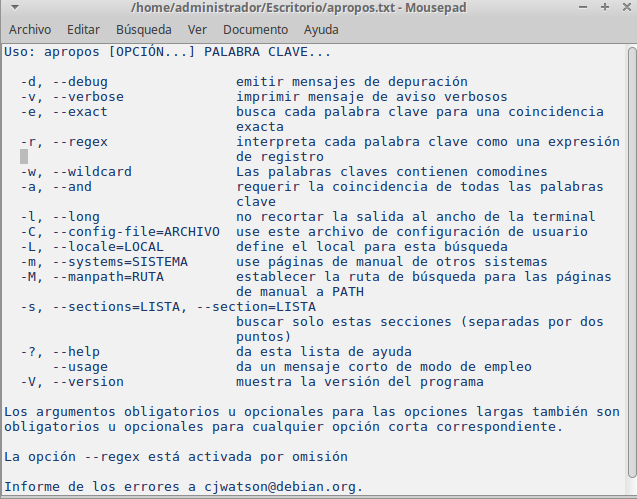 /home/administrador/Escritorio/apropos.txt - Mousepad
Archivo Editar Búsqueda Ver Documento Ayuda
Uso: apropos [OPCIÓN...] PALABRA CLAVE...
-d, --debug emitir mensajes de depuración
-v, --verbose imprimir mensaje de aviso verbosos
-e, --exact busca cada palabra clave para una coincidencia
exacta
-r, --regex interpreta cada palabra clave como una expresión
de registro
-w, --wildcard Las palabras claves contienen comodines
-a, --and requerir la coincidencia de todas las palabras
clave
-l, --long no recortar la salida al ancho de la terminal
-C, --config-file=ARCHIVO use este archivo de configuración de usuario
-L, --locale=LOCAL define el local para esta búsqueda
-m, --systems=SISTEMA use páginas de manual de otros sistemas
-M, --manpath=RUTA establecer la ruta de búsqueda para las páginas
de manual a PATH
-s, --sections=LISTA, --section=LISTA
buscar solo estas secciones (separadas por dos
puntos)
-?, --help da esta lista de ayuda
--usage da un mensaje corto de modo de empleo
-V, --version muestra la versión del programa
Los argumentos obligatorios u opcionales para las opciones largas también son
obligatorios u opcionales para cualquier opción corta correspondiente.
La opción --regex está activada por omisión
Informe de los errores a cjwatson@debian.org.